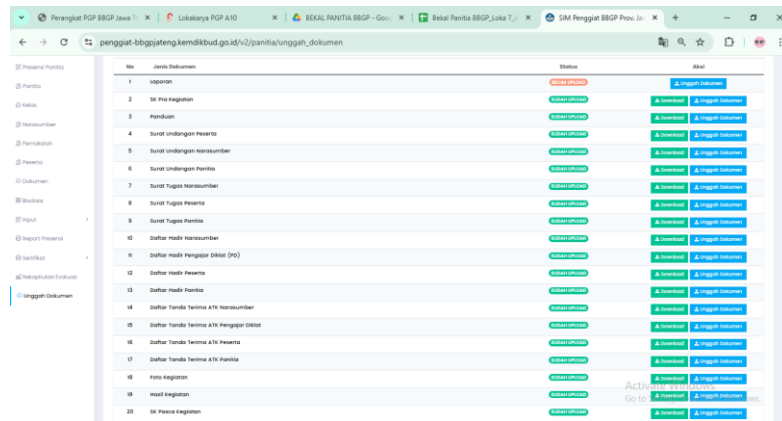 Perangkat PGP BBGP Jawa T
Lokakarya PGP A10
BEKAL PANITIA BBGP - Goo
Bekal Panitia BBGP_Loka 7_
SIM Penggiat BBGP Prov. Ja
penggiat-bbgpjateng.kemdikbud.go.id/v2/panitia/unggah_dokumen
Presensi Panitia
Panitia
Kelas
Narasumber
Peserta
Dokumen
Biodata
Input
Report Presensi
Sertifikat
Rekapitulasi Evaluasi
Unggah Dokumen
No Jenis Dokumen Status Aksi
1 Laporan BELUM UPLOAD Unggah Dokumen
2 SK Pra Kegiatan SUDAH UPLOAD Download Unggah Dokumen
3 Panduan SUDAH UPLOAD Download Unggah Dokumen
4 Surat Undangan Peserta SUDAH UPLOAD Download Unggah Dokumen
5 Surat Undangan Narasumber SUDAH UPLOAD Download Unggah Dokumen
6 Surat Undangan Panitia SUDAH UPLOAD Download Unggah Dokumen
7 Surat Tugas Narasumber SUDAH UPLOAD Download Unggah Dokumen
8 Surat Tugas Peserta SUDAH UPLOAD Download Unggah Dokumen
9 Surat Tugas Panitia SUDAH UPLOAD Download Unggah Dokumen
10 Daftar Hadir Narasumber SUDAH UPLOAD Download Unggah Dokumen
11 Daftar Hadir Pengajar Diklat (PD) SUDAH UPLOAD Download Unggah Dokumen
12 Daftar Hadir Peserta SUDAH UPLOAD Download Unggah Dokumen
13 Daftar Hadir Panitia SUDAH UPLOAD Download Unggah Dokumen
14 Daftar Tanda Terima ATK Narasumber SUDAH UPLOAD Download Unggah Dokumen
15 Daftar Tanda Terima ATK Pengajar Diklat SUDAH UPLOAD Download Unggah Dokumen
16 Daftar Tanda Terima ATK Peserta SUDAH UPLOAD Download Unggah Dokumen
17 Daftar Tanda Terima ATK Panitia SUDAH UPLOAD Download Unggah Dokumen
18 Foto Kegiatan SUDAH UPLOAD Download Unggah Dokumen
Activate Windows
19 Hasil Kegiatan SUDAH UPLOAD Download Unggah Dokumen
Go to
20 SK Pasca Kegiatan SUDAH UPLOAD Download Unggah Dokumen